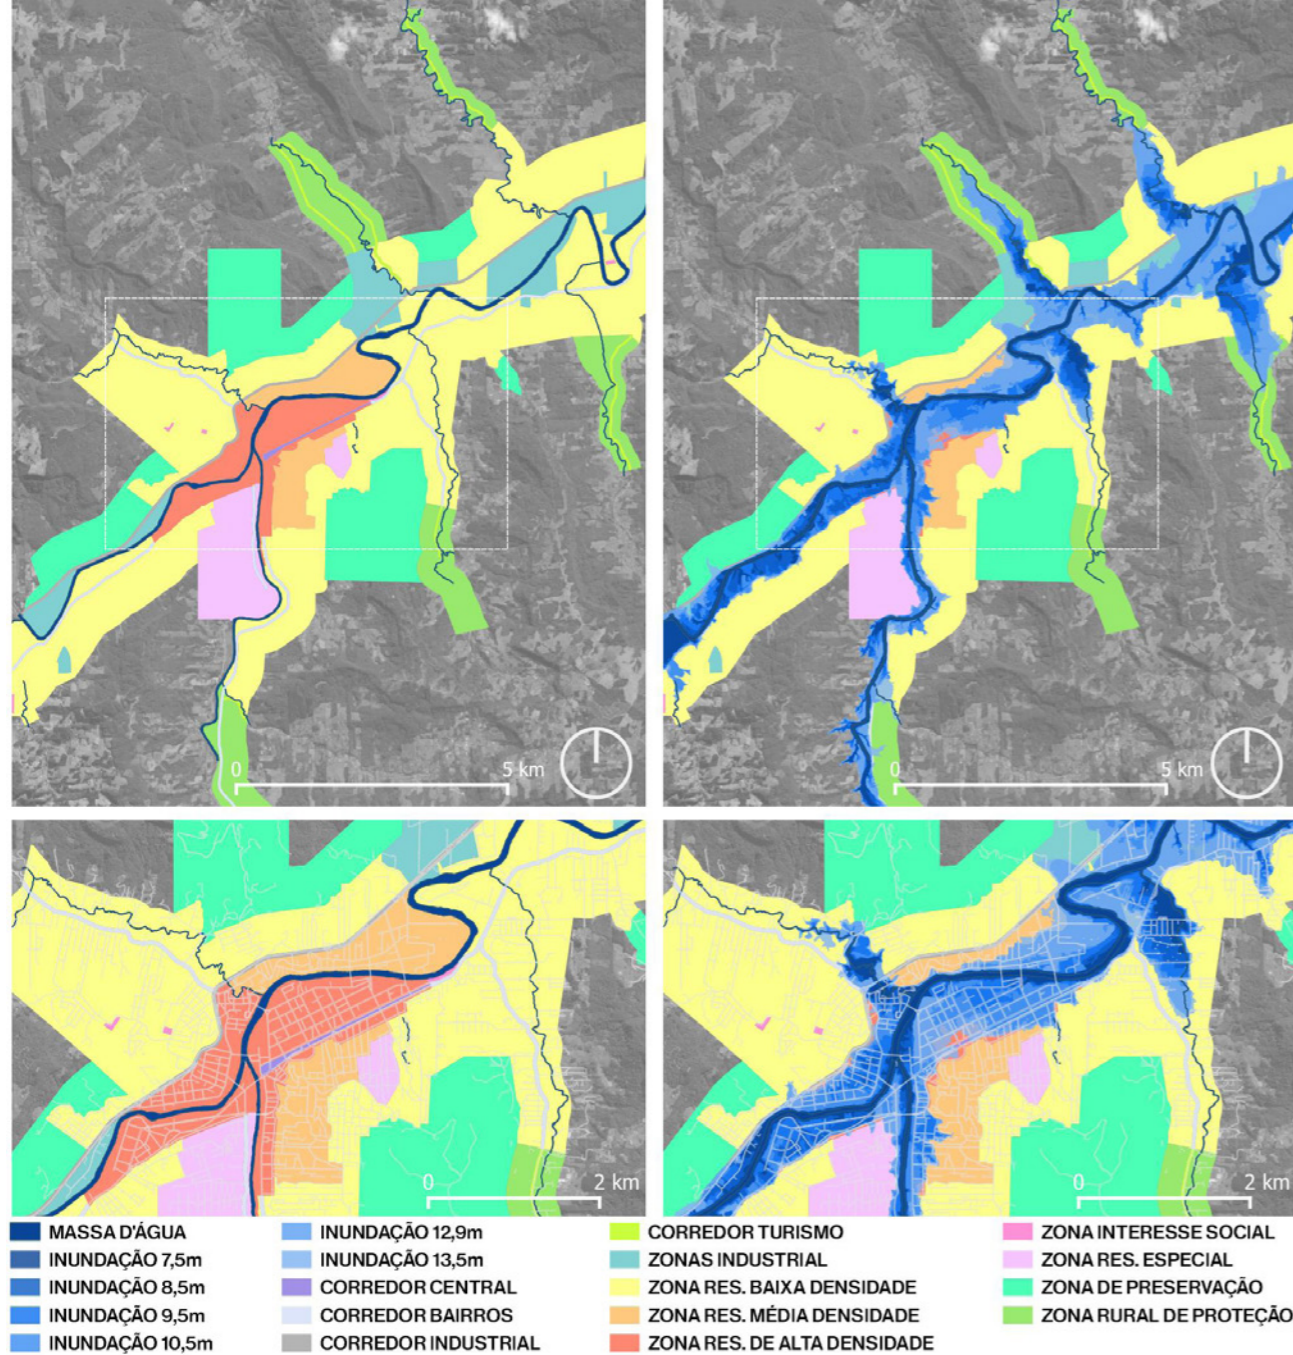 0 5 km
0 5 km
0 2 km
0 2 km
MASSA D'ÁGUA
INUNDAÇÃO 7,5m
INUNDAÇÃO 8,5m
INUNDAÇÃO 9,5m
INUNDAÇÃO 10,5m
INUNDAÇÃO 12,9m
INUNDAÇÃO 13,5m
CORREDOR CENTRAL
CORREDOR BAIRROS
CORREDOR INDUSTRIAL
CORREDOR TURISMO
ZONAS INDUSTRIAL
ZONA RES. BAIXA DENSIDADE
ZONA RES. MÉDIA DENSIDADE
ZONA RES. DE ALTA DENSIDADE
ZONA INTERESSE SOCIAL
ZONA RES. ESPECIAL
ZONA DE PRESERVAÇÃO
ZONA RURAL DE PROTEÇÃO